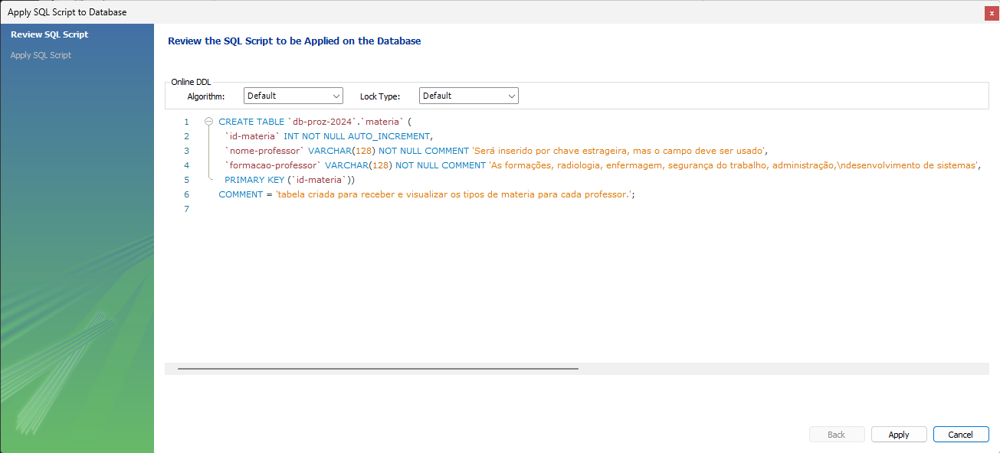 Apply SQL Script to Database
x
Review SQL Script
Apply SQL Script
Review the SQL Script to be Applied on the Database
Online DDL
Algorithm: Default Lock Type: Default
1 CREATE TABLE `db-proz-2024`.`materia` (
2 `id-materia` INT NOT NULL AUTO_INCREMENT,
3 `nome-professor` VARCHAR(128) NOT NULL COMMENT 'Será inserido por chave estrageira, mas o campo deve ser usado',
4 `formacao-professor` VARCHAR(128) NOT NULL COMMENT 'As formações, radiologia, enfermagem, segurança do trabalho, administração,\ndesenvolvimento de sistemas',
5 PRIMARY KEY (`id-materia`))
6 COMMENT = 'tabela criada para receber e visualizar os tipos de materia para cada professor.';
7
Back Apply Cancel